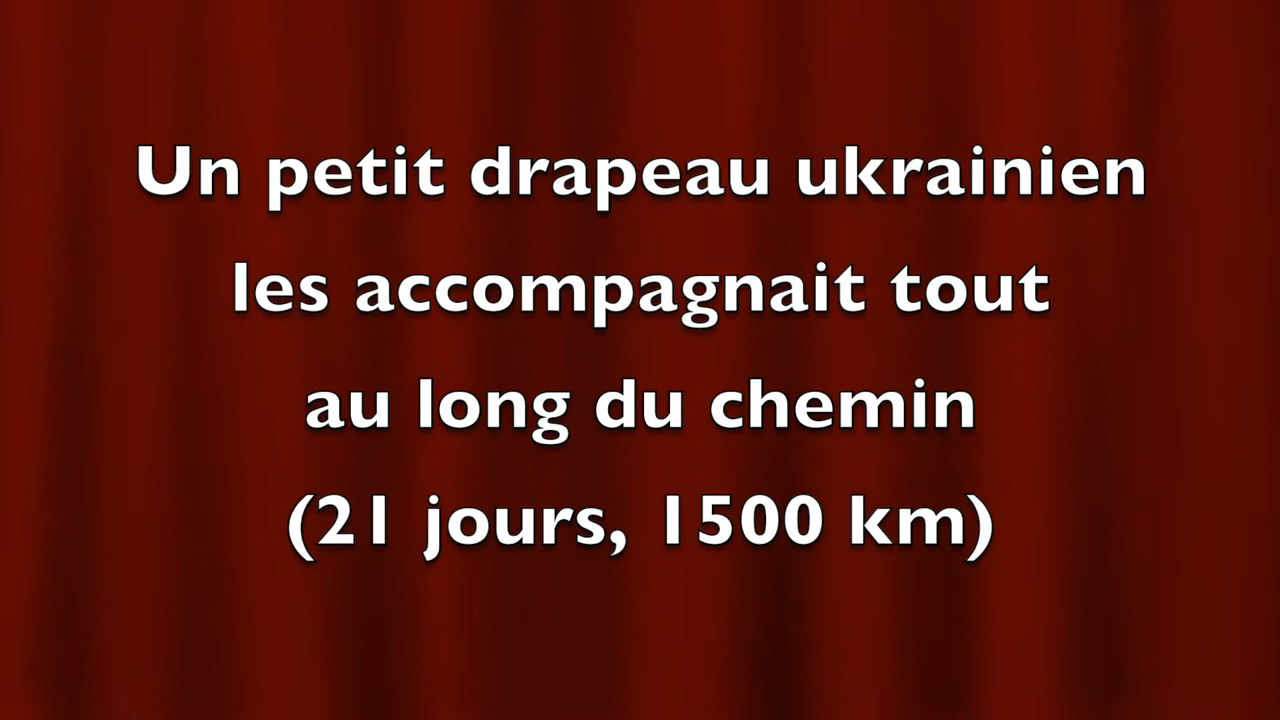 Un petit drapeau ukrainien
les accompagnait tout
au long du chemin
(21 jours, 1500 km)